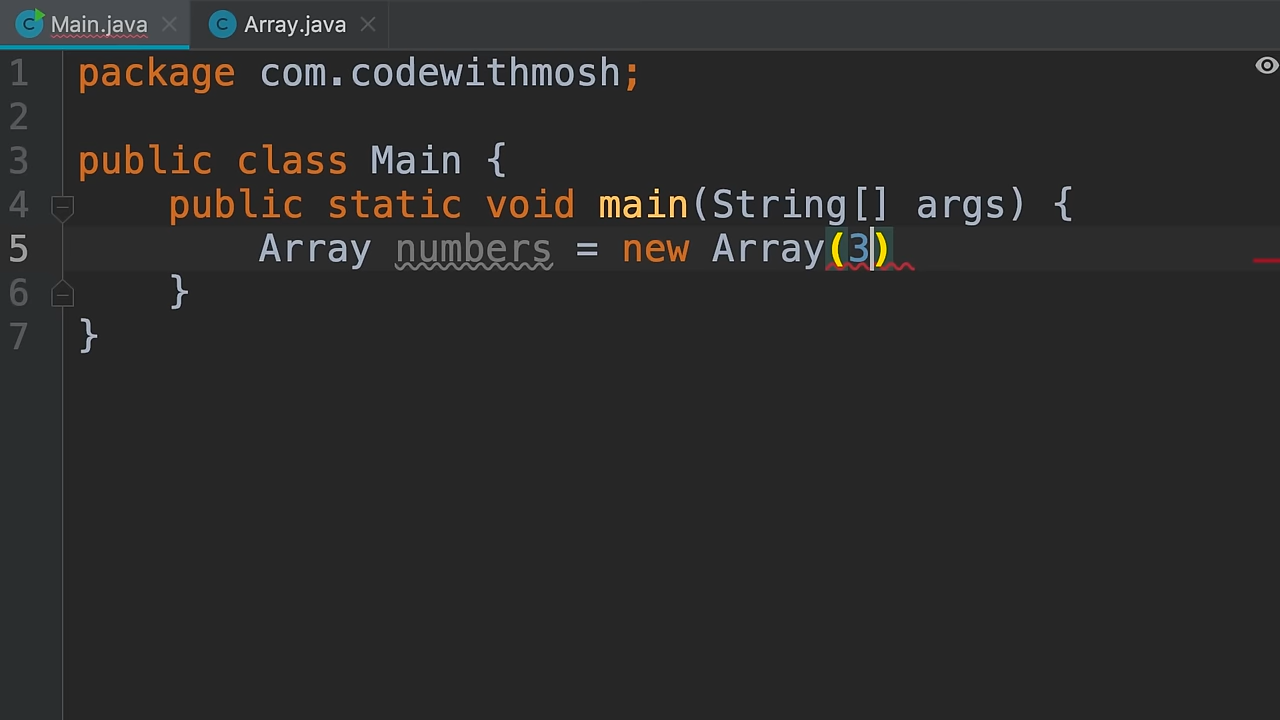 Main.java Array.java
1 package com.codewithmosh;
2
3 public class Main {
4     public static void main(String[] args) {
5         Array numbers = new Array(3)
6     }
7 }